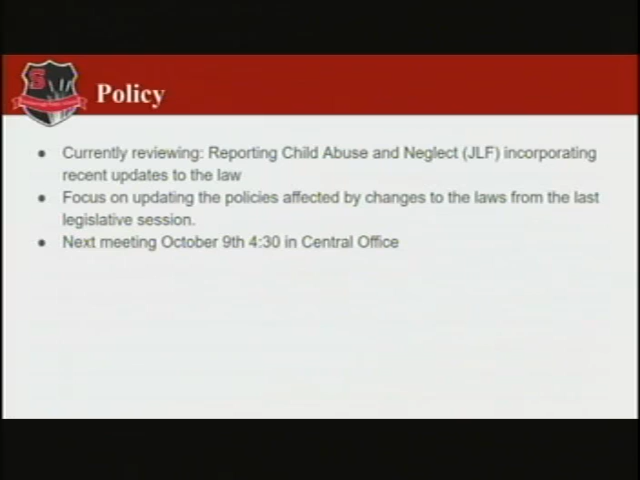 S
Policy
• Currently reviewing: Reporting Child Abuse and Neglect (JLF) incorporating
recent updates to the law
• Focus on updating the policies affected by changes to the laws from the last
legislative session.
• Next meeting October 9th 4:30 in Central Office